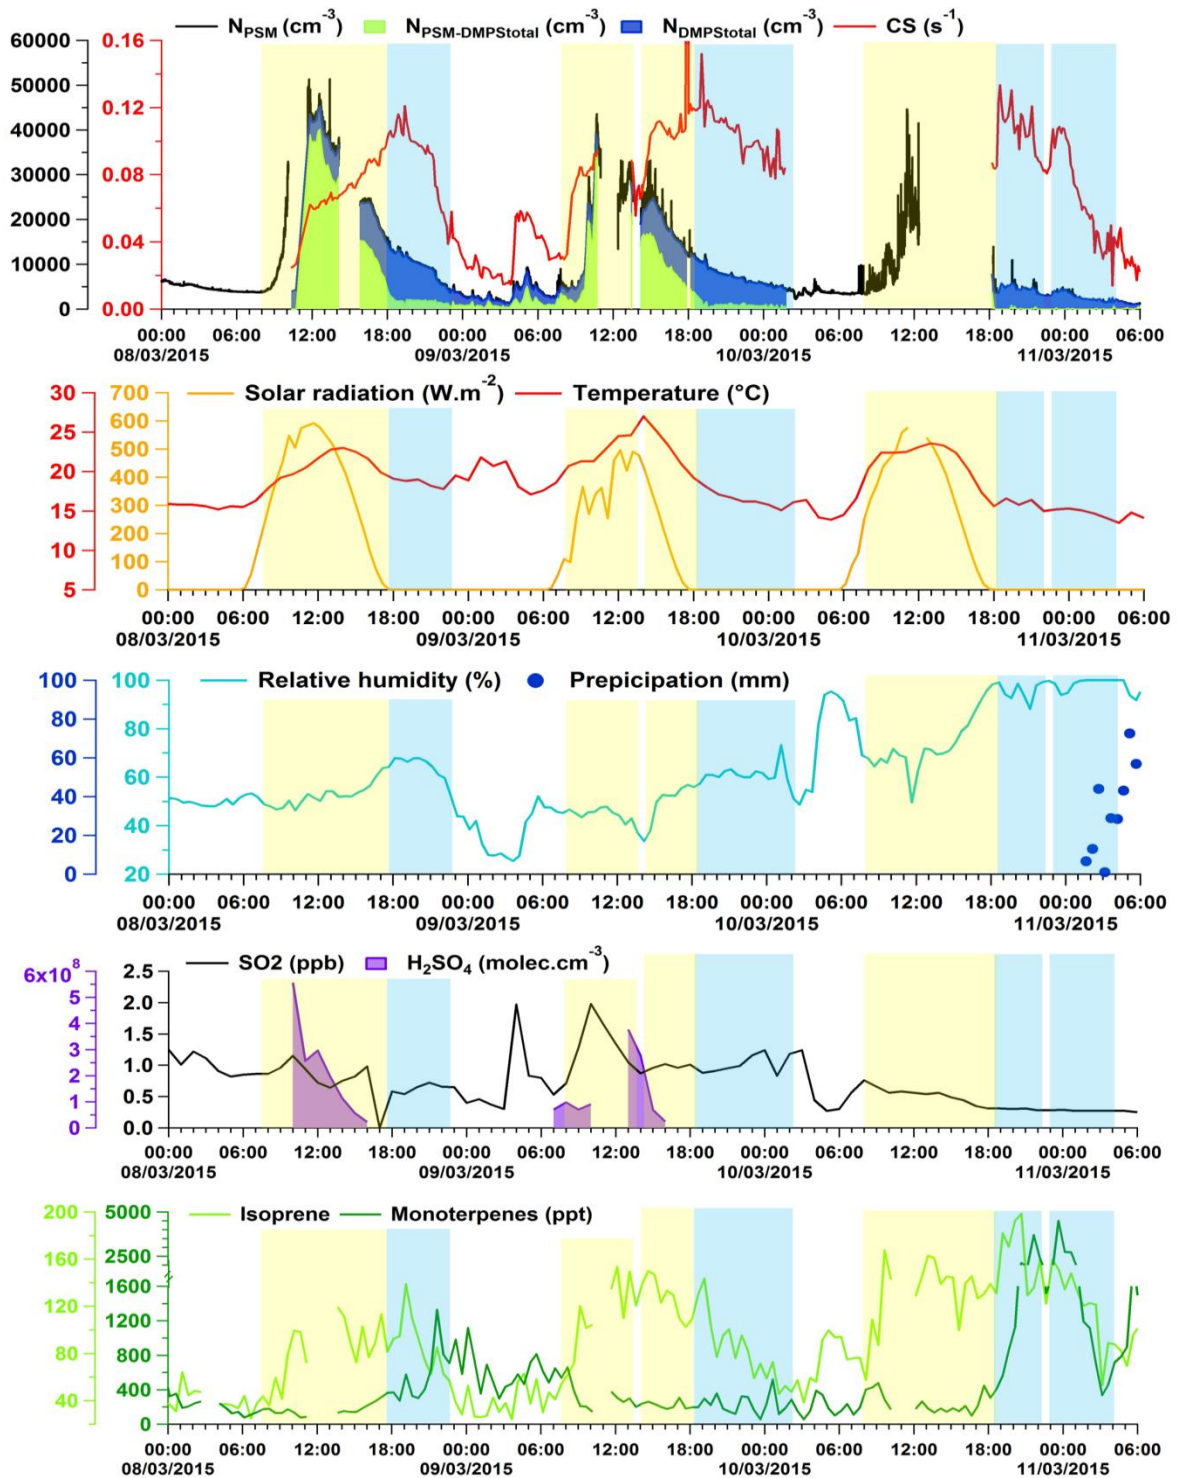 N_PSM (cm⁻³) N_PSM-DMPStotal (cm⁻³) N_DMPStotal (cm⁻³) CS (s⁻¹)
60000 0.16
50000
0.12
40000
30000 0.08
20000
0.04
10000
0 0.00
00:00 06:00 12:00 18:00 00:00 06:00 12:00 18:00 00:00 06:00 12:00 18:00 00:00 06:00
08/03/2015 09/03/2015 10/03/2015 11/03/2015
Solar radiation (W.m⁻²) Temperature (°C)
30 700
600
25
500
20 400
300
15
200
10
100
5 0
00:00 06:00 12:00 18:00 00:00 06:00 12:00 18:00 00:00 06:00 12:00 18:00 00:00 06:00
08/03/2015 09/03/2015 10/03/2015 11/03/2015
Relative humidity (%) Prepicipation (mm)
100 100
80 80
60
60
40
40
20
0 20
00:00 06:00 12:00 18:00 00:00 06:00 12:00 18:00 00:00 06:00 12:00 18:00 00:00 06:00
08/03/2015 09/03/2015 10/03/2015 11/03/2015
SO2 (ppb) H₂SO₄ (molec.cm⁻³)
6x10⁸ 2.5
5
2.0
4
1.5
3
1.0
2
1 0.5
0 0.0
00:00 06:00 12:00 18:00 00:00 06:00 12:00 18:00 00:00 06:00 12:00 18:00 00:00 06:00
08/03/2015 09/03/2015 10/03/2015 11/03/2015
Isoprene Monoterpenes (ppt)
200 5000
160 2500
1600
120
1200
80 800
400
40
0
00:00 06:00 12:00 18:00 00:00 06:00 12:00 18:00 00:00 06:00 12:00 18:00 00:00 06:00
08/03/2015 09/03/2015 10/03/2015 11/03/2015